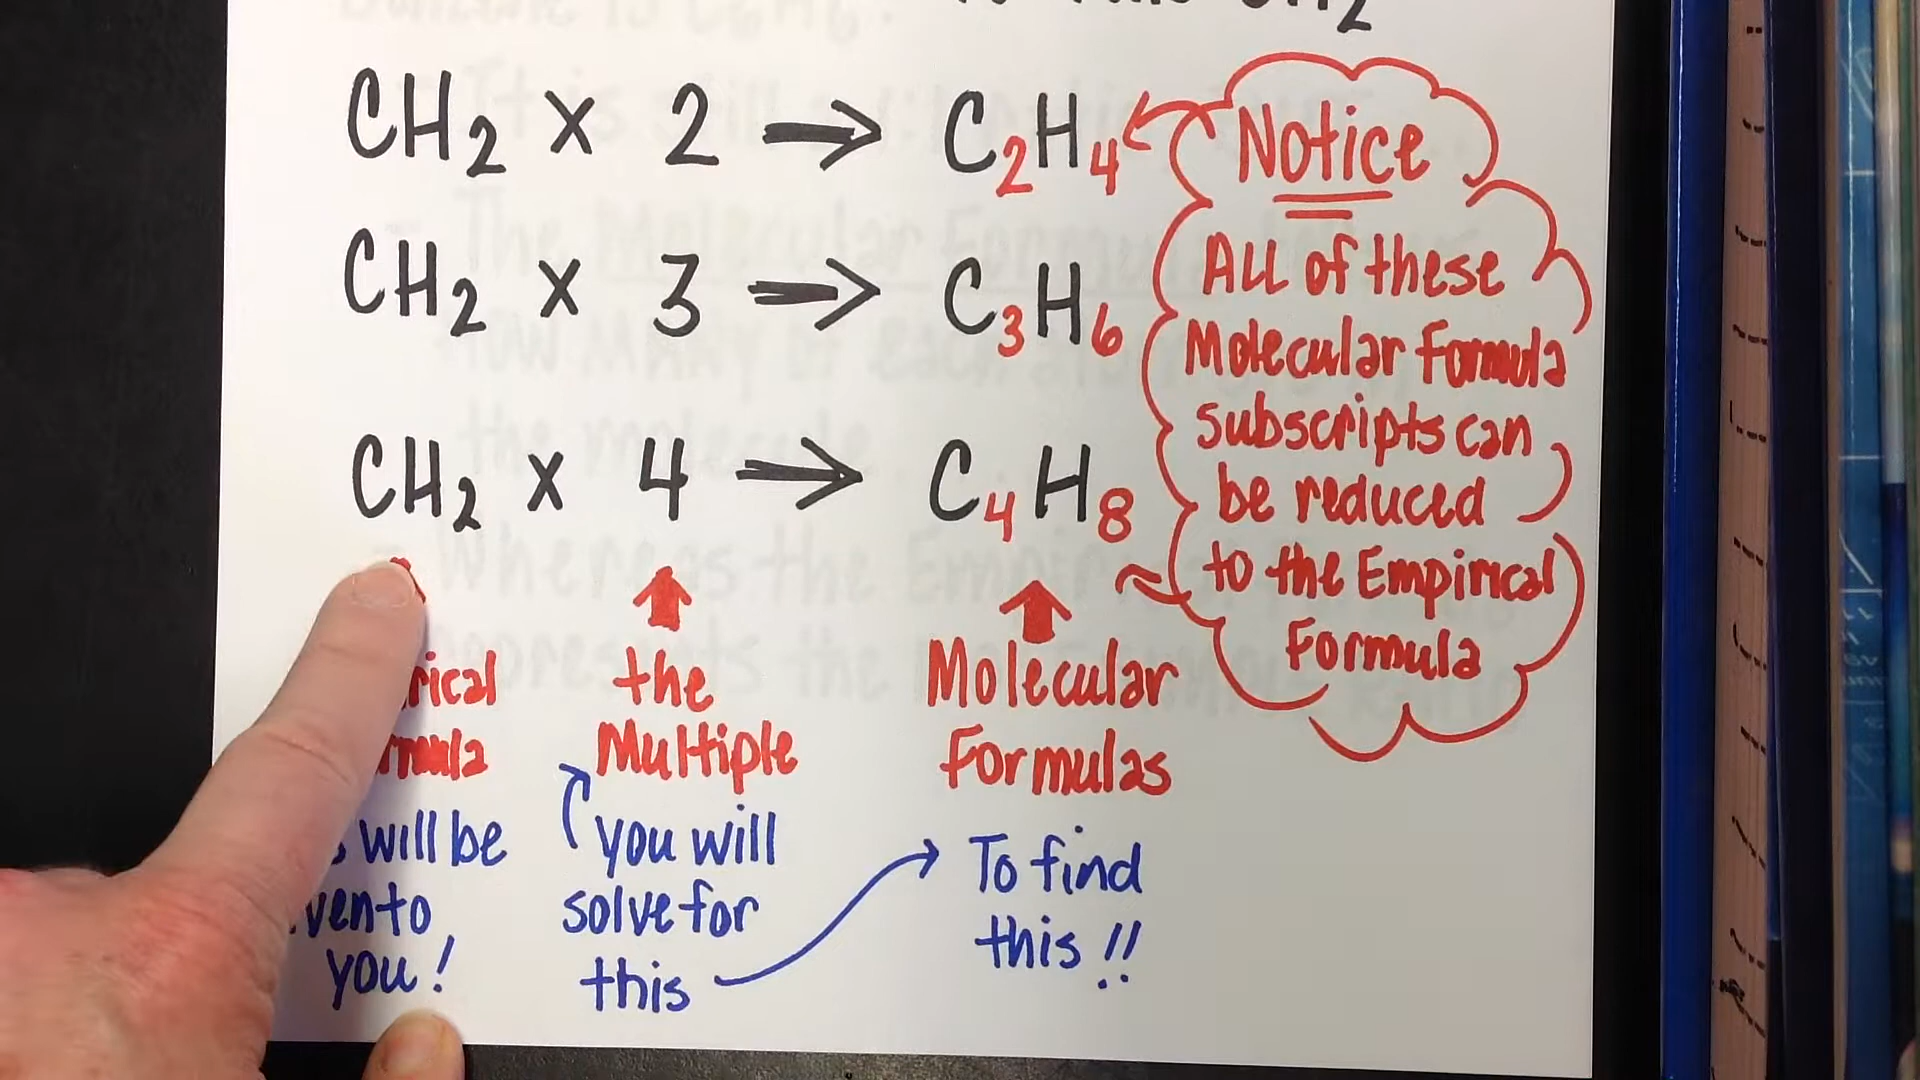 CH₂ × 2 → C₂H₄
CH₂ × 3 → C₃H₆
CH₂ × 4 → C₄H₈
Notice
All of these
Molecular Formula
subscripts can
be reduced
to the Empirical
Formula
the
Multiple
Molecular
Formulas
will be
you!
you will
solve for
this
To find
this!!